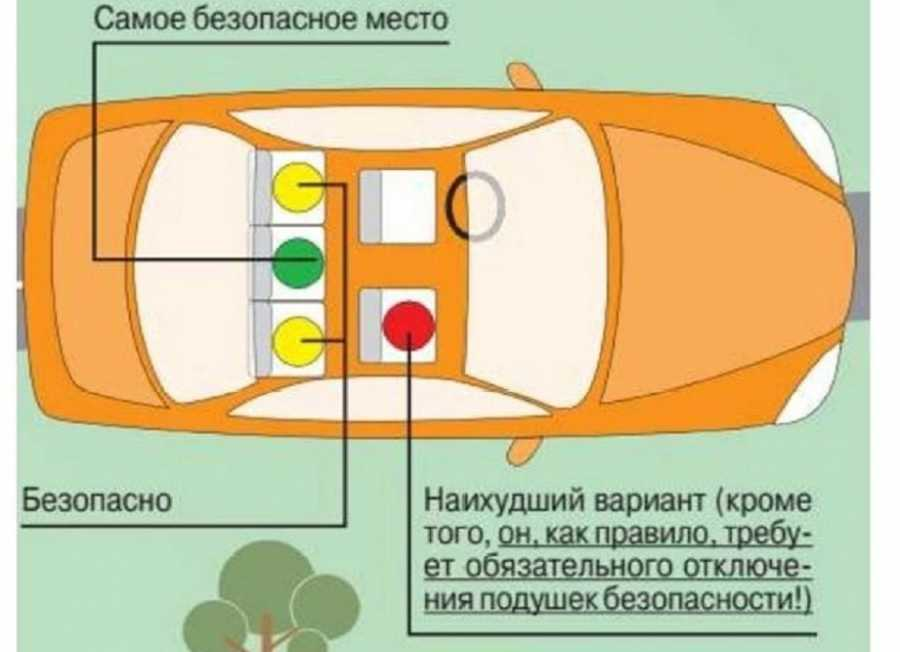 Самое безопасное место
Безопасно
Наихудший вариант (кроме
того, он, как правило, требу-
ет обязательного отключе-
ния подушек безопасности!)